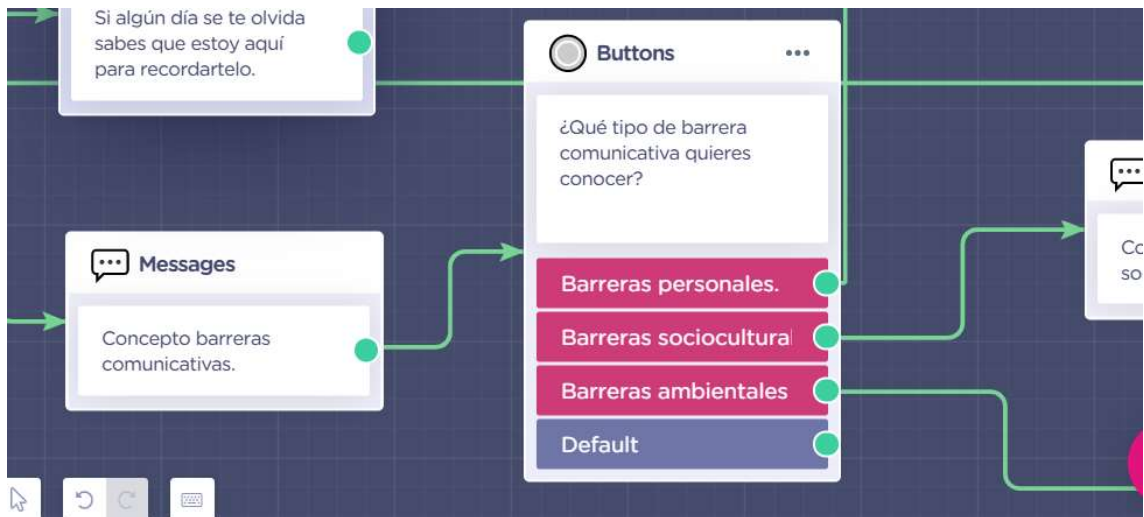 Si algún día se te olvida
sabes que estoy aquí
para recordartelo.
Messages
Concepto barreras
comunicativas.
Buttons
¿Qué tipo de barrera
comunicativa quieres
conocer?
Barreras personales.
Barreras sociocultural
Barreras ambientales
Default